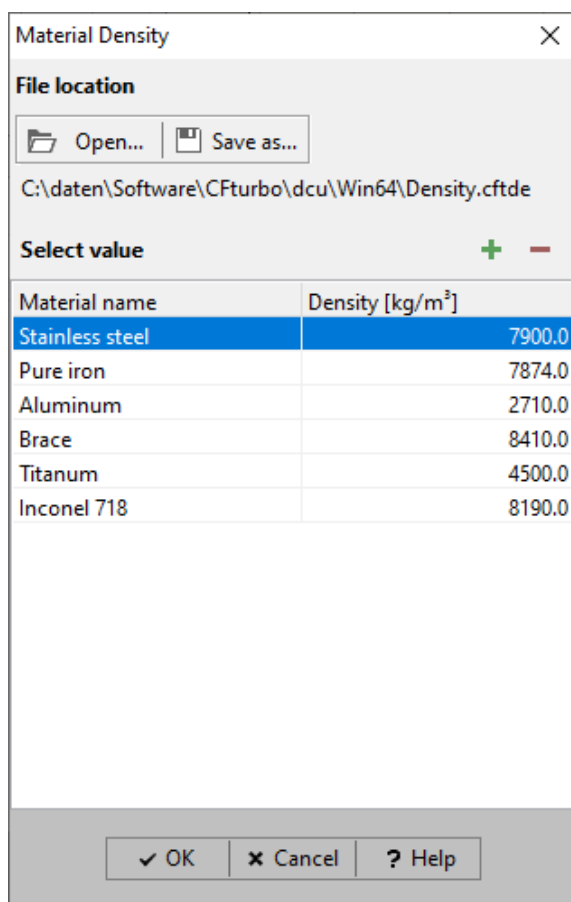 Material Density
File location
Open... Save as...
C:\daten\Software\CFturbo\dcu\Win64\Density.cftde
Select value
Material name Density [kg/m³]
Stainless steel 7900.0
Pure iron 7874.0
Aluminum 2710.0
Brace 8410.0
Titanum 4500.0
Inconel 718 8190.0
OK Cancel ? Help